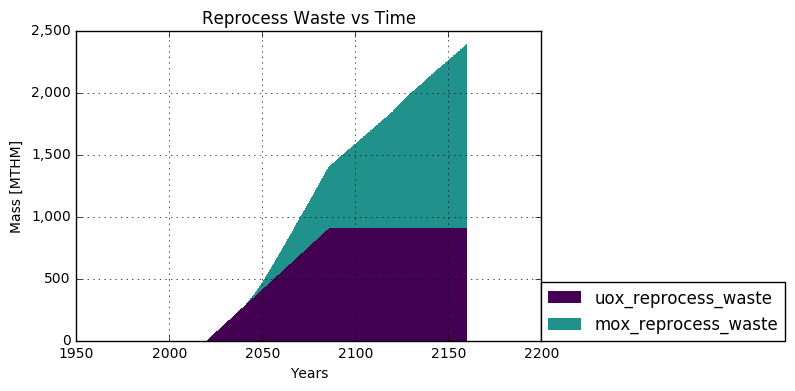 Reprocess Waste vs Time
2,500
2,000
1,500
1,000
500
0
Mass [MTHM]
1950 2000 2050 2100 2150 2200
Years
uox_reprocess_waste
mox_reprocess_waste